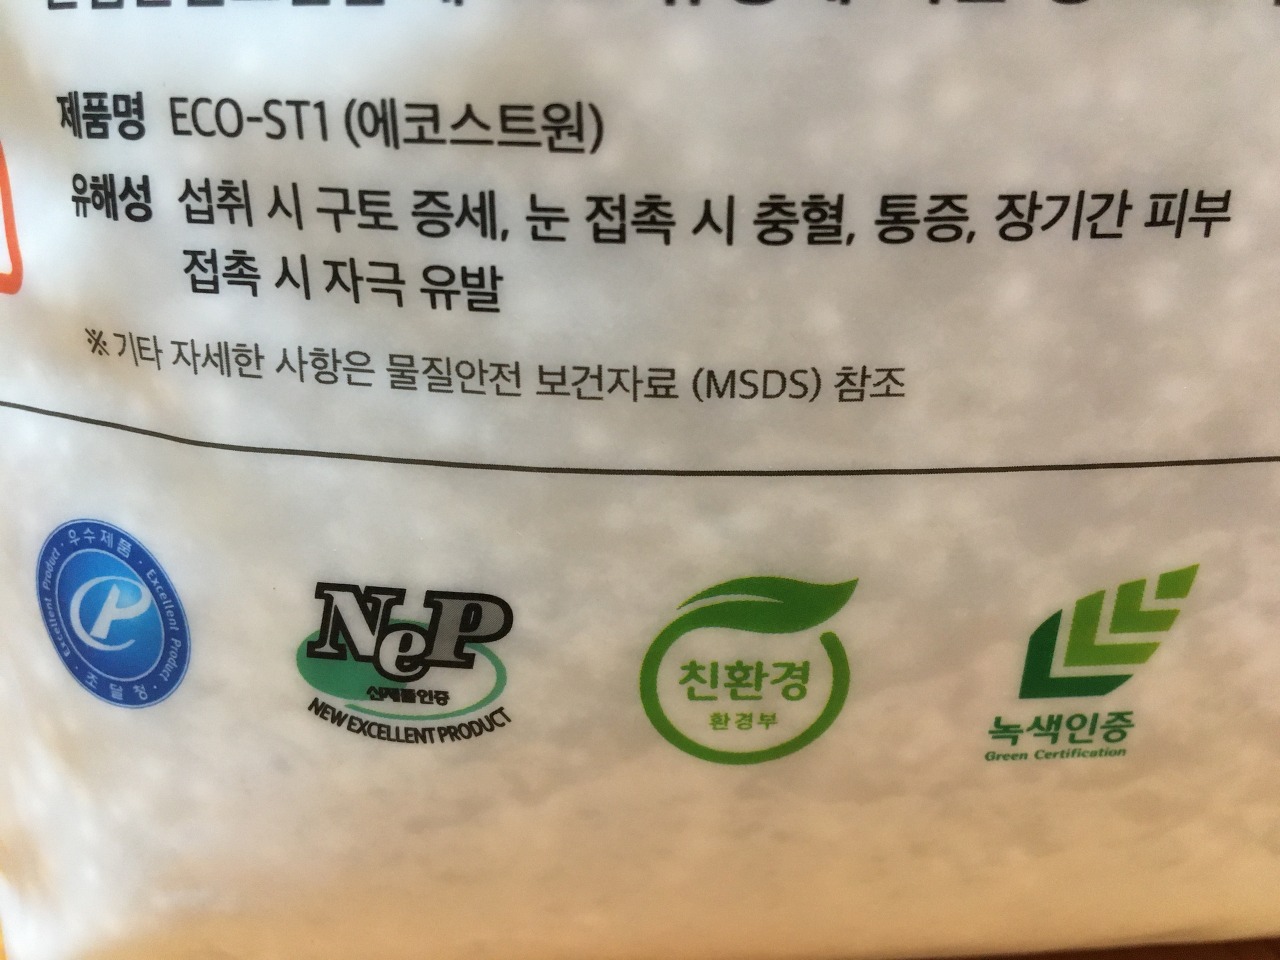 제품명 ECO-ST1 (에코스트원)
유해성 섭취 시 구토 증세, 눈 접촉 시 충혈, 통증, 장기간 피부
접촉 시 자극 유발
※기타 자세한 사항은 물질안전 보건자료 (MSDS) 참조
우수제품 · Excellent Product · 조달청 · Excellent Product
NeP
신제품인증
NEW EXCELLENT PRODUCT
친환경
환경부
녹색인증
Green Certification